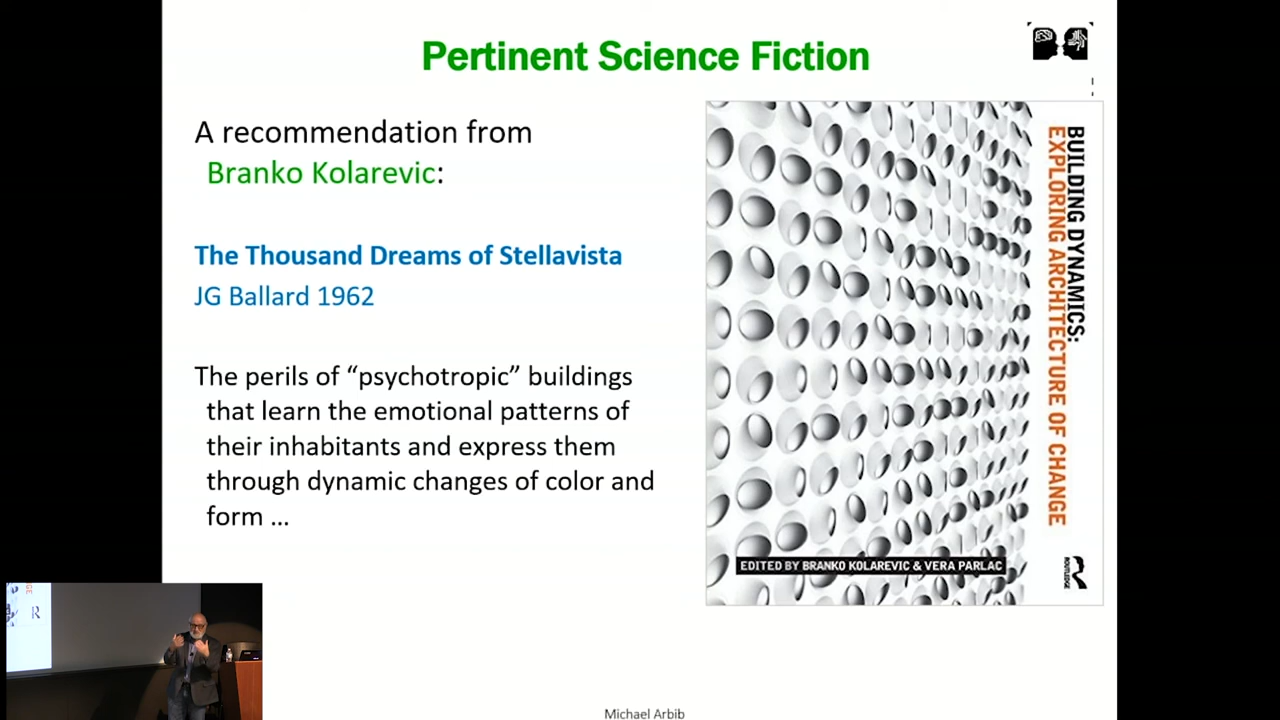 Pertinent Science Fiction
A recommendation from
Branko Kolarevic:
The Thousand Dreams of Stellavista
JG Ballard 1962
The perils of “psychotropic” buildings
that learn the emotional patterns of
their inhabitants and express them
through dynamic changes of color and
form ...
BUILDING DYNAMICS:
EXPLORING ARCHITECTURE OF CHANGE
EDITED BY BRANKO KOLAREVIC & VERA PARLAC
ROUTLEDGE
Michael Arbib